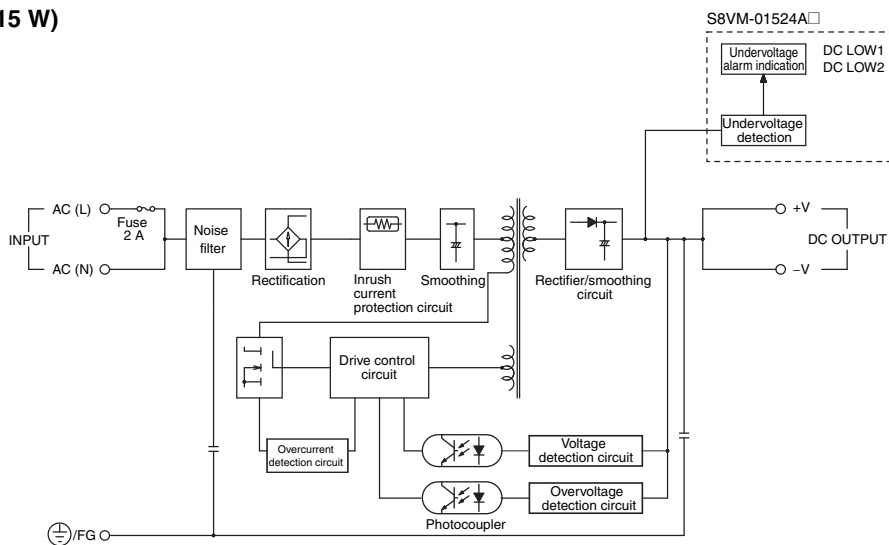 15 W)
S8VM-01524A□
Undervoltage
alarm indication
DC LOW1
DC LOW2
Undervoltage
detection
INPUT
AC (L)
Fuse
2 A
AC (N)
Noise
filter
Rectification
Inrush
current
protection circuit
Smoothing
Rectifier/smoothing
circuit
+V
DC OUTPUT
−V
Drive control
circuit
Overcurrent
detection circuit
Voltage
detection circuit
Overvoltage
detection circuit
Photocoupler
/FG